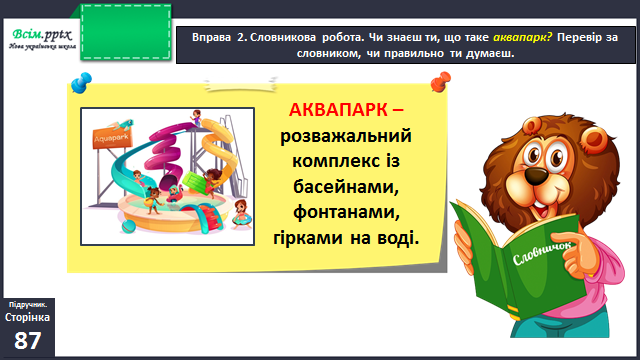 Всім.pptx
Нова українська школа
Вправа 2. Словникова робота. Чи знаєш ти, що таке аквапарк? Перевір за
словником, чи правильно ти думаєш.
Aquapark
АКВАПАРК –
розважальний
комплекс із
басейнами,
фонтанами,
гірками на воді.
Словничок
Підручник.
Сторінка
87